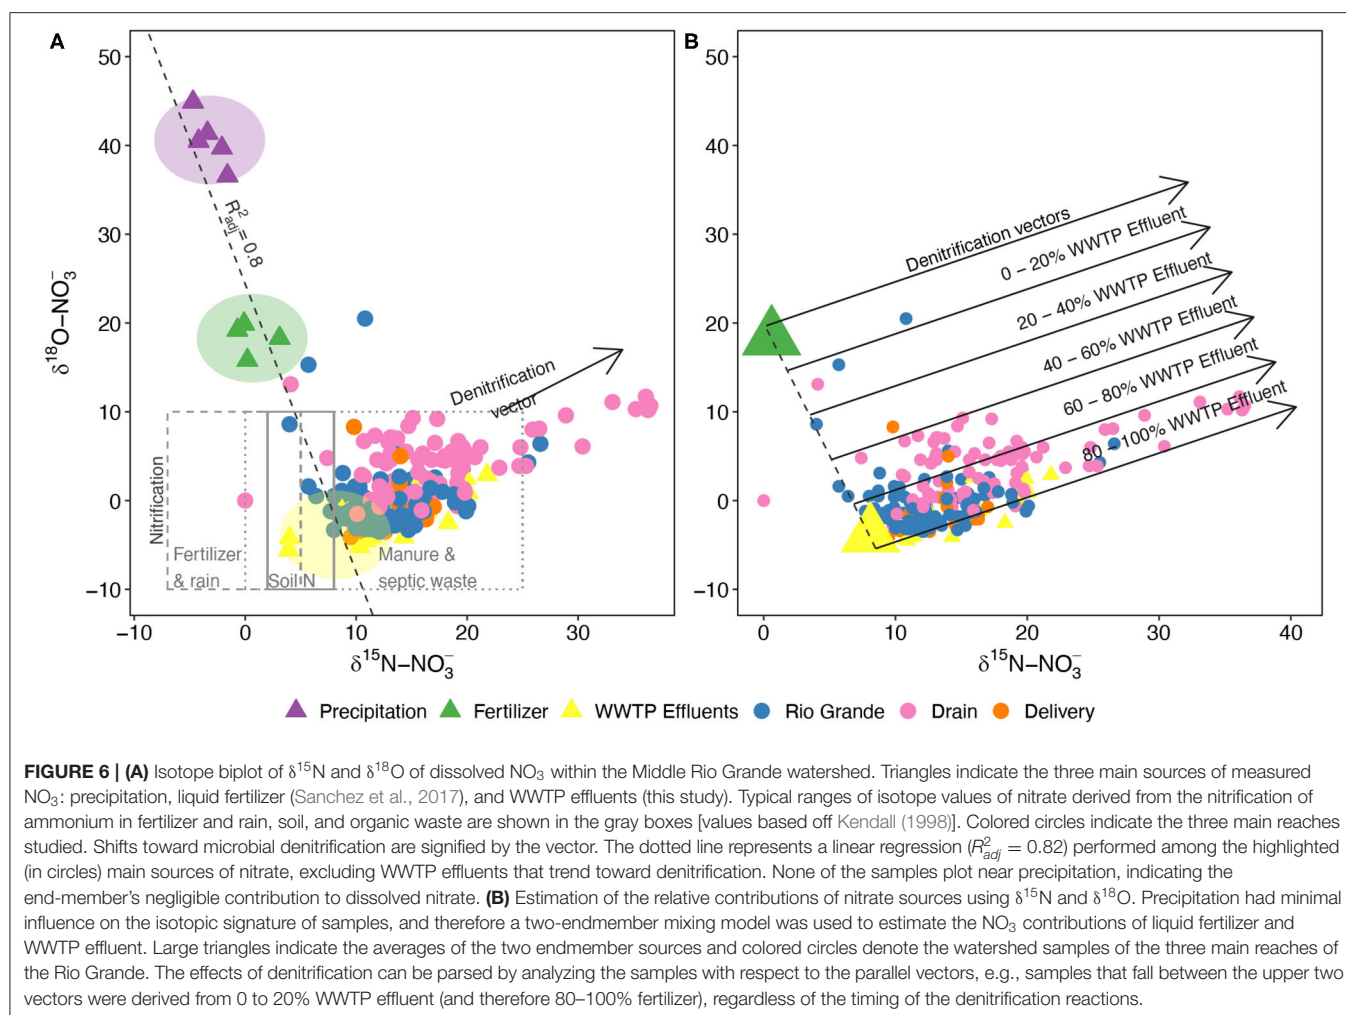 A
B
50
40
30
20
10
0
−10
δ18O−NO3−
R2adj = 0.8
Denitrification
vector
Nitrification
Fertilizer
& rain
Soil N
Manure &
septic waste
−10
0
10
20
30
δ15N−NO3−
50
40
30
20
10
0
−10
Denitrification vectors
0 − 20% WWTP Effluent
20 − 40% WWTP Effluent
40 − 60% WWTP Effluent
60 − 80% WWTP Effluent
80 − 100% WWTP Effluent
0
10
20
30
40
δ15N−NO3−
Precipitation
Fertilizer
WWTP Effluents
Rio Grande
Drain
Delivery
FIGURE 6 | (A) Isotope biplot of δ15N and δ18O of dissolved NO3 within the Middle Rio Grande watershed. Triangles indicate the three main sources of measured
NO3: precipitation, liquid fertilizer (Sanchez et al., 2017), and WWTP effluents (this study). Typical ranges of isotope values of nitrate derived from the nitrification of
ammonium in fertilizer and rain, soil, and organic waste are shown in the gray boxes [values based off Kendall (1998)]. Colored circles indicate the three main reaches
studied. Shifts toward microbial denitrification are signified by the vector. The dotted line represents a linear regression (R2adj = 0.82) performed among the highlighted
(in circles) main sources of nitrate, excluding WWTP effluents that trend toward denitrification. None of the samples plot near precipitation, indicating the
end-member's negligible contribution to dissolved nitrate. (B) Estimation of the relative contributions of nitrate sources using δ15N and δ18O. Precipitation had minimal
influence on the isotopic signature of samples, and therefore a two-endmember mixing model was used to estimate the NO3 contributions of liquid fertilizer and
WWTP effluent. Large triangles indicate the averages of the two endmember sources and colored circles denote the watershed samples of the three main reaches of
the Rio Grande. The effects of denitrification can be parsed by analyzing the samples with respect to the parallel vectors, e.g., samples that fall between the upper two
vectors were derived from 0 to 20% WWTP effluent (and therefore 80–100% fertilizer), regardless of the timing of the denitrification reactions.